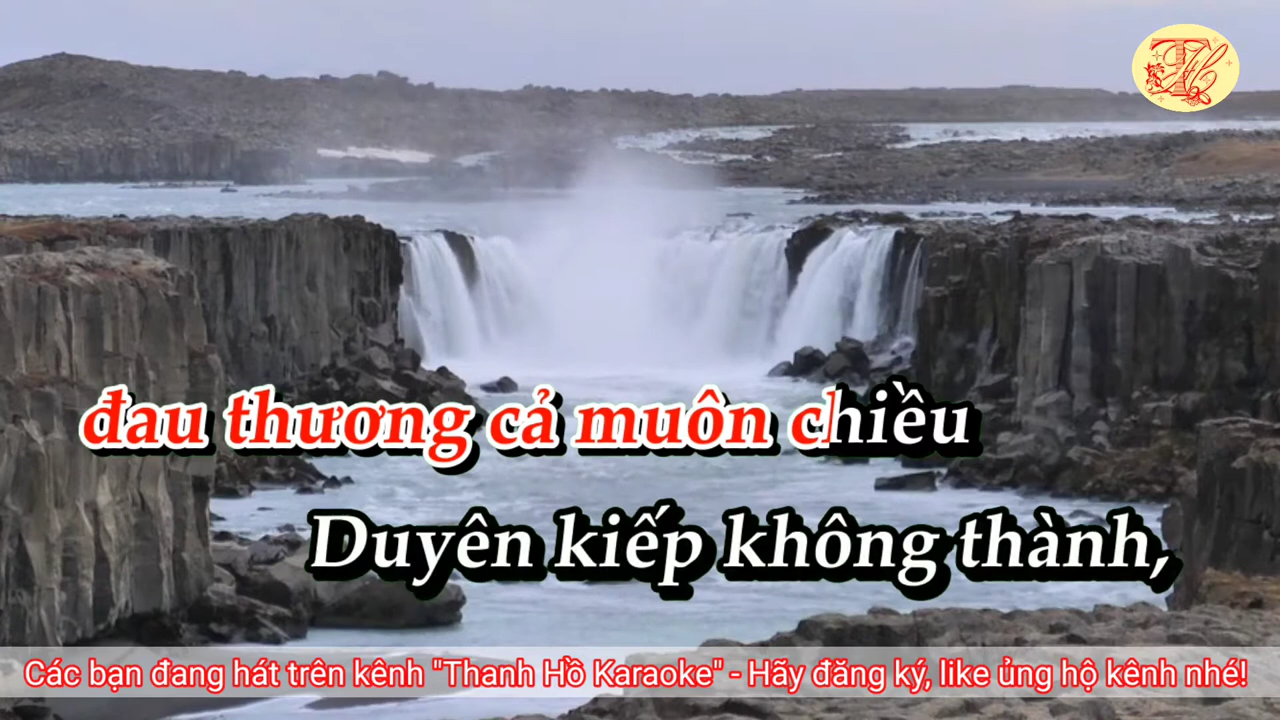 Th
đau thương cả muôn chiều
Duyên kiếp không thành,
Các bạn đang hát trên kênh "Thanh Hồ Karaoke" - Hãy đăng ký, like ủng hộ kênh nhé!